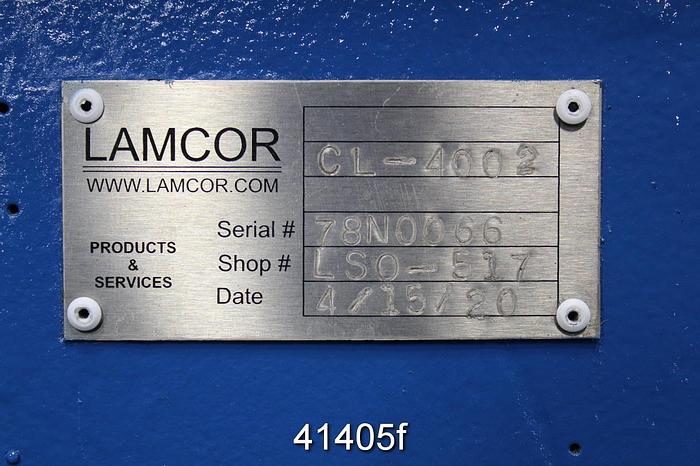 LAMCOR
WWW.LAMCOR.COM
PRODUCTS
&
SERVICES
CL-4002
Serial # 78N0066
Shop # LSO-517
Date 4/15/20
41405f